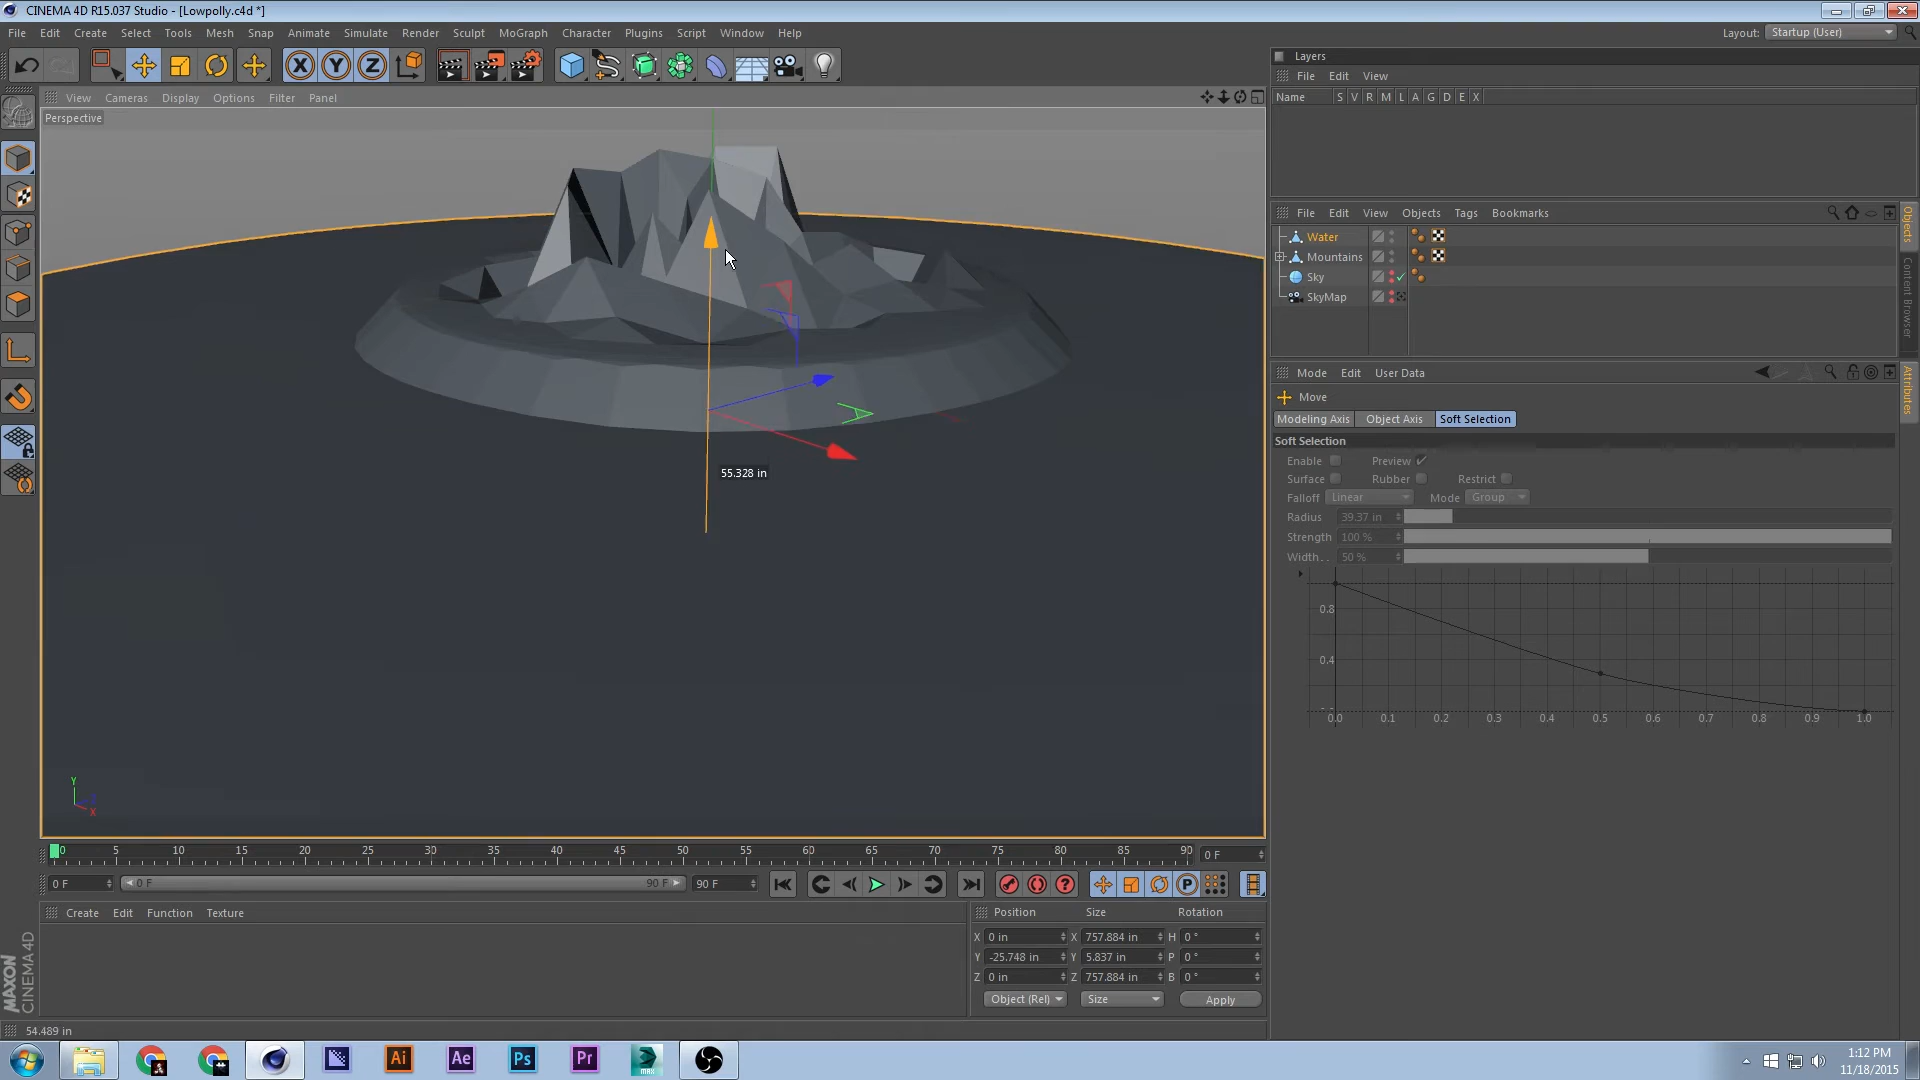 CINEMA 4D R15.037 Studio - [Lowpolly.c4d *]
File Edit Create Select Tools Mesh Snap Animate Simulate Render Sculpt MoGraph Character Plugins Script Window Help
Layout: Startup (User)
X Y Z
Layers
File Edit View
Name S V R M L A G D E X
View Cameras Display Options Filter Panel
Perspective
55.328 in
Y
X
File Edit View Objects Tags Bookmarks
Water
Mountains
Sky
SkyMap
Objects
Content Browser
Attributes
Mode Edit User Data
Move
Modeling Axis Object Axis Soft Selection
Soft Selection
Enable Preview
Surface Rubber Restrict
Falloff Linear Mode Group
Radius 39.37 in
Strength 100 %
Width . . 50 %
0.8
0.4
0.0 0.1 0.2 0.3 0.4 0.5 0.6 0.7 0.8 0.9 1.0
0 5 10 15 20 25 30 35 40 45 50 55 60 65 70 75 80 85 90
0 F
0 F 0 F 90 F 90 F
P
Create Edit Function Texture
Position Size Rotation
X 0 in X 757.884 in H 0 °
Y -25.748 in Y 5.837 in P 0 °
Z 0 in Z 757.884 in B 0 °
Object (Rel) Size Apply
MAXON
CINEMA 4D
54.489 in
Ai Ae Ps Pr MAX
1:12 PM
11/18/2015